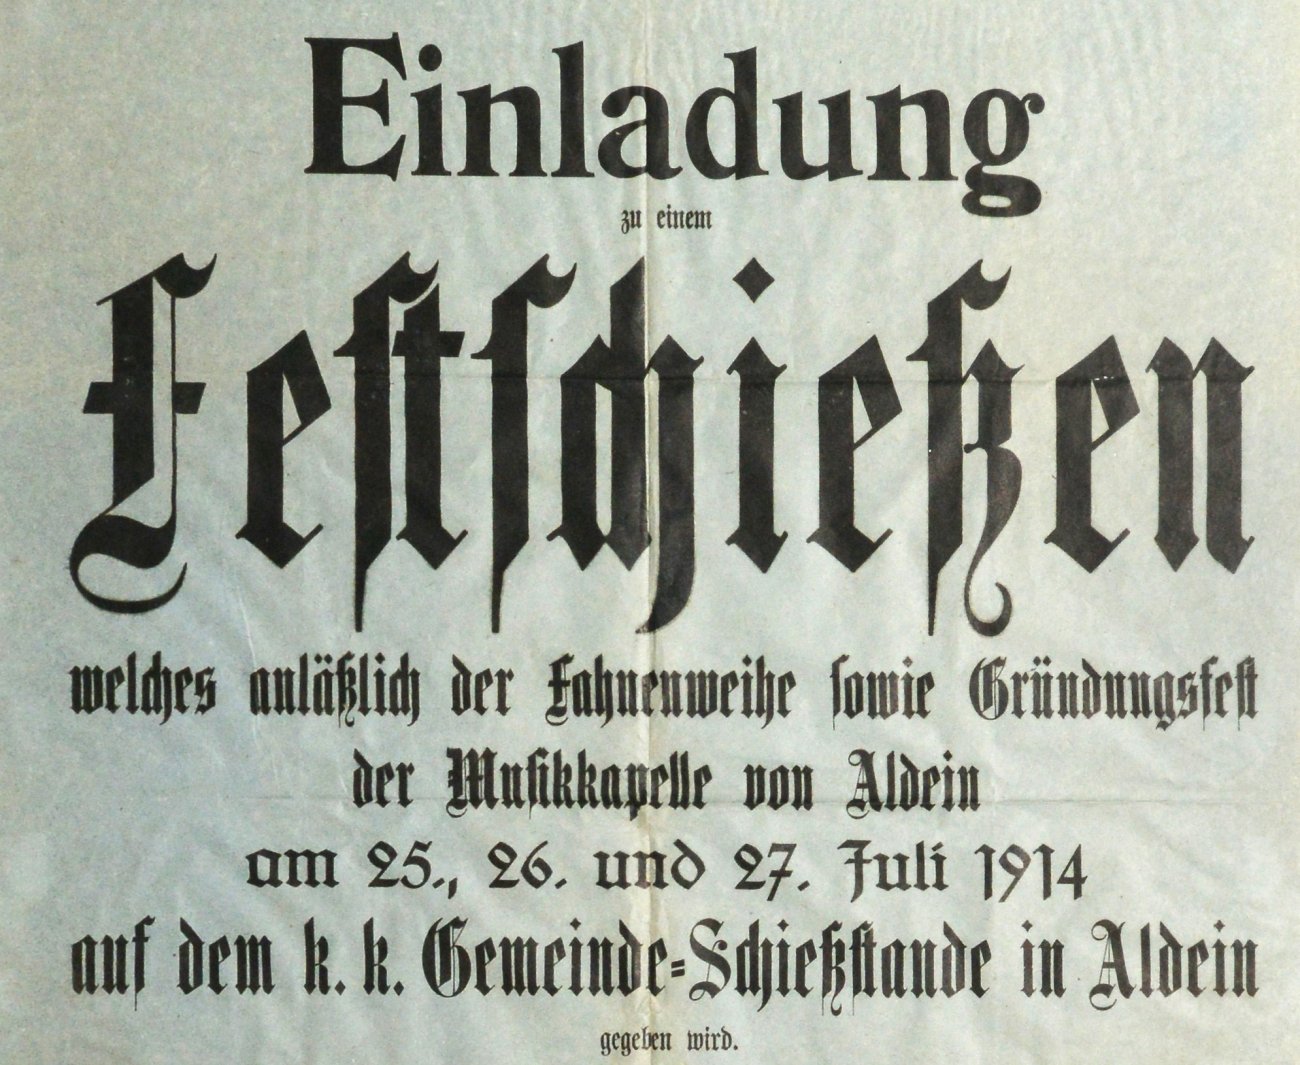 Einladung
zu einem
Festschießen
welches anläßlich der Fahnenweihe sowie Gründungsfest
der Musikkapelle von Aldein
am 25., 26. und 27. Juli 1914
auf dem k. k. Gemeinde-Schießstande in Aldein
gegeben wird.